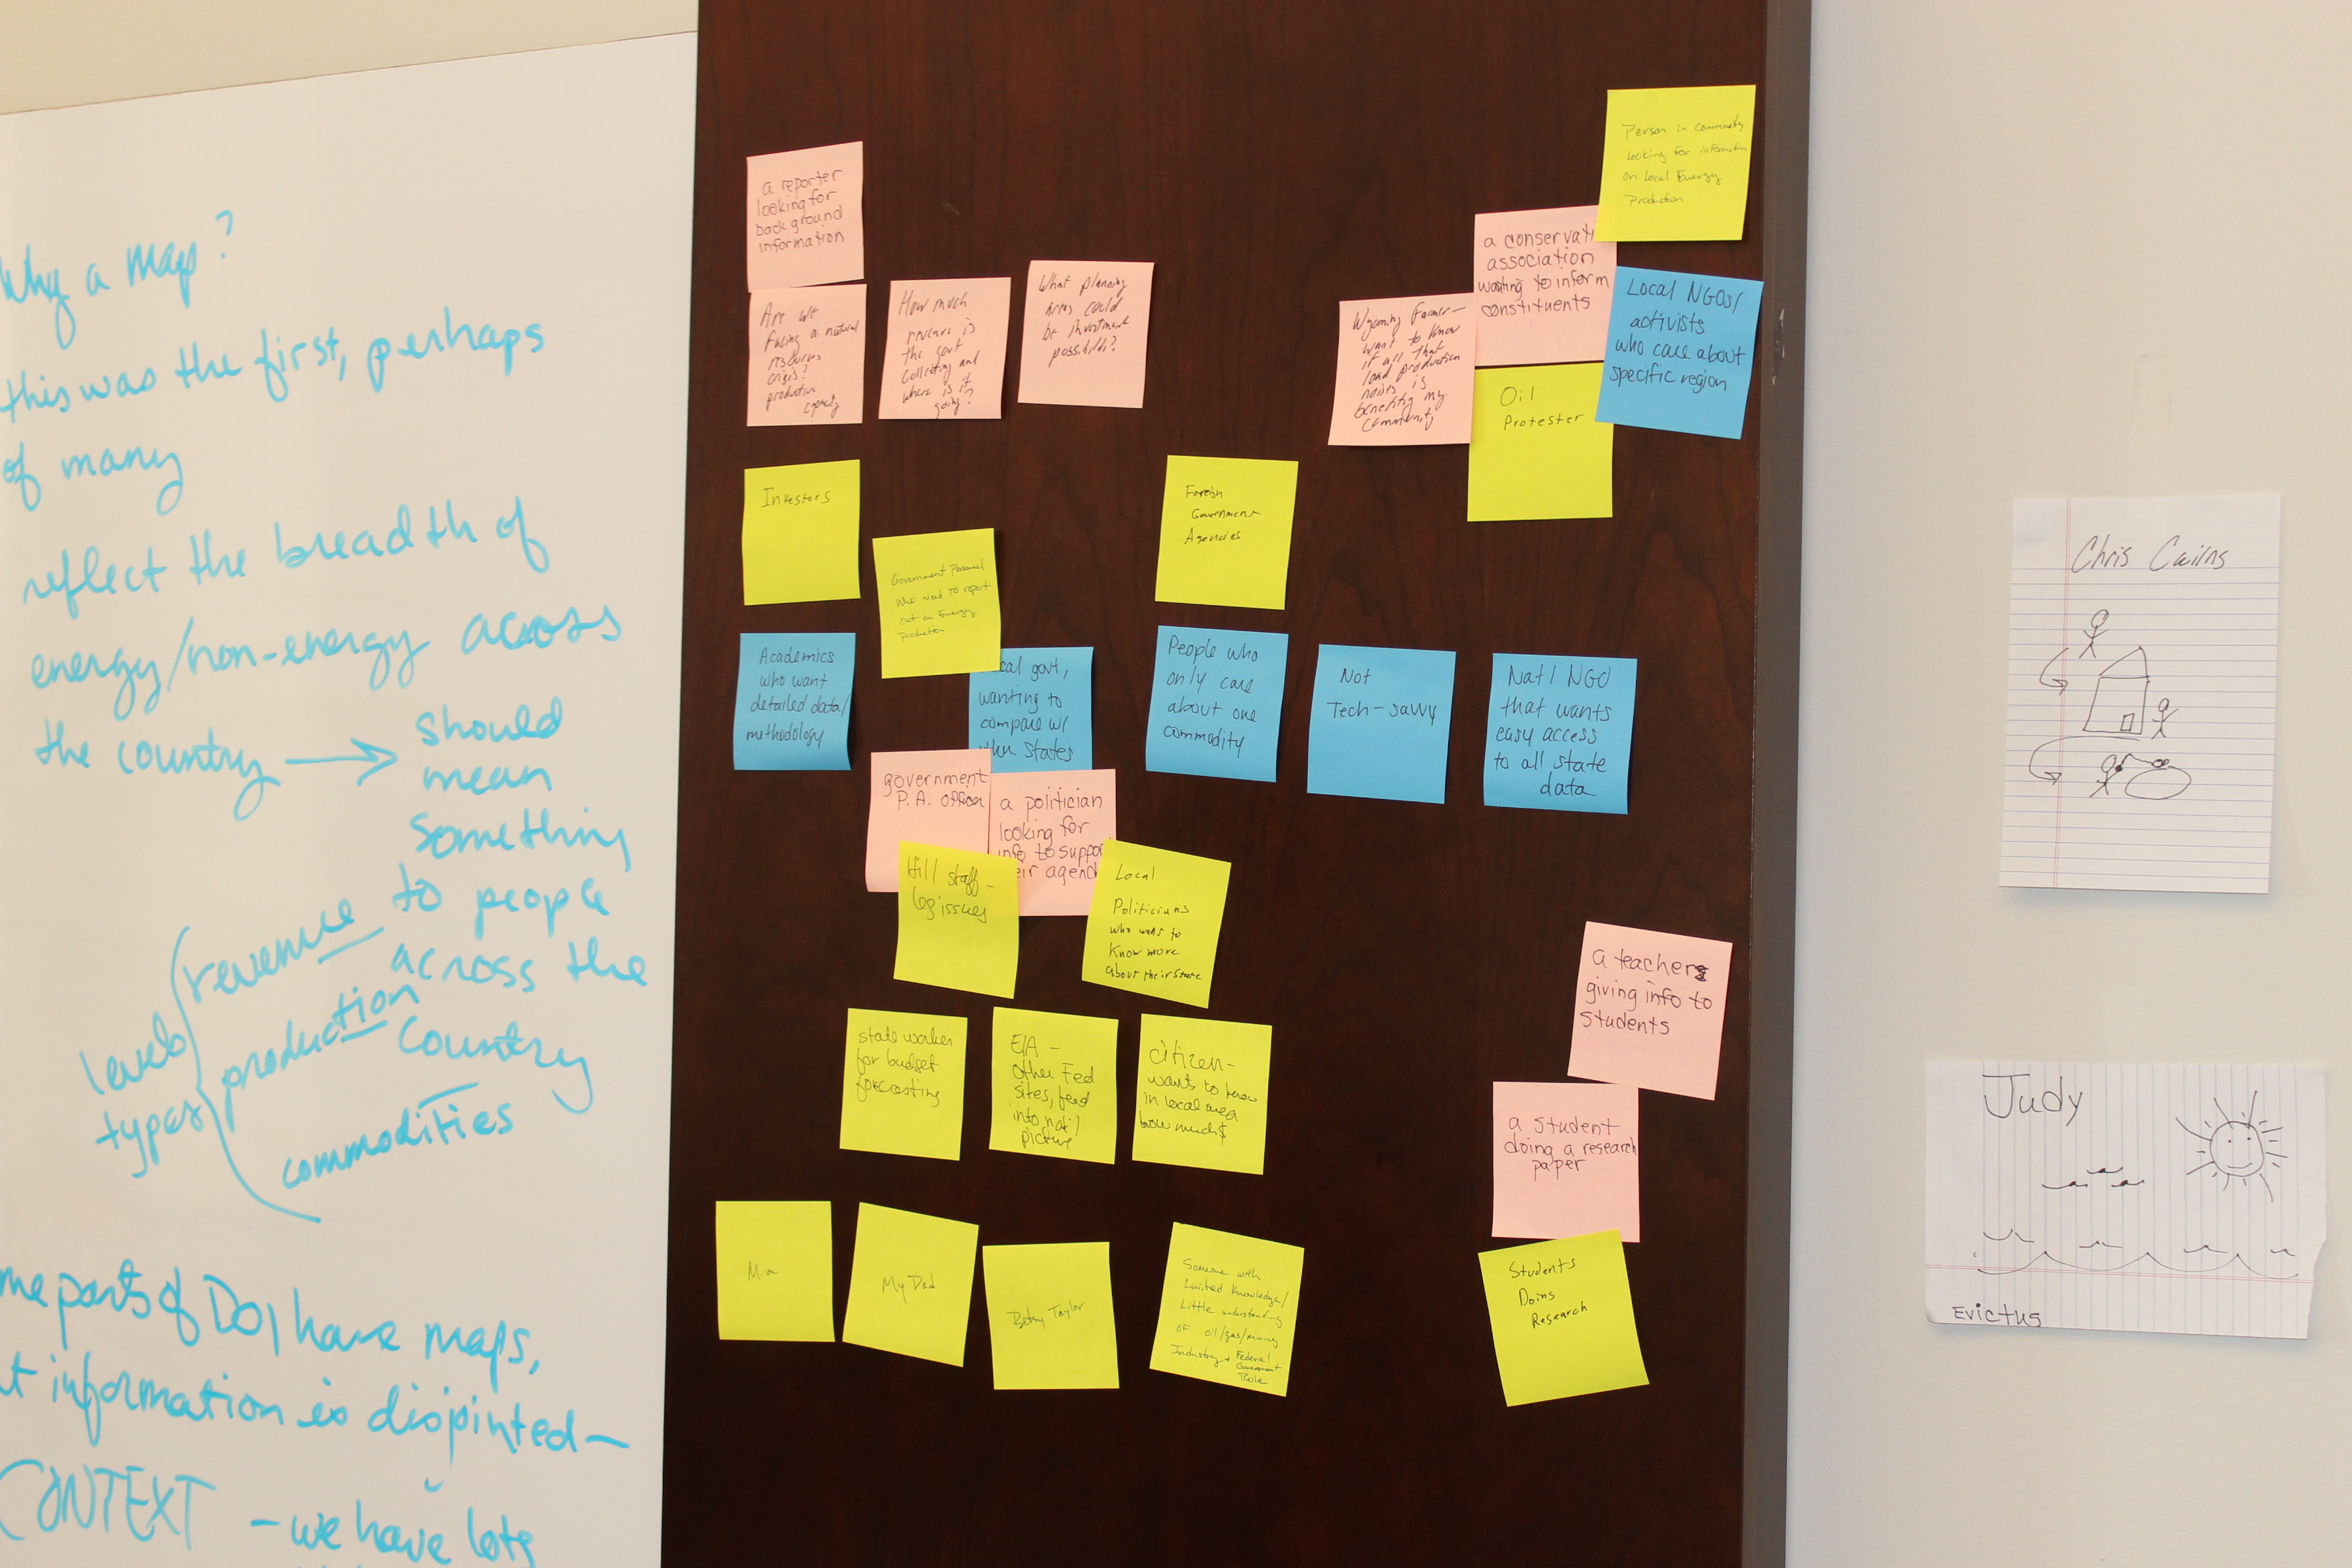 Why a map?
this was the first, perhaps
of many
reflect the breadth of
energy/non-energy across
the country → should
mean
something
to people
across the
country
levels
types
revenue
production
commodities
me parts of DOI have maps,
t information is disjointed—
CONTEXT - we have lots
a reporter
looking for
background
information
Are we
facing a natural
resources
crisis?
production
capacity
How much
revenue is
the govt
collecting and
where is it
going?
What planning
areas could
be investment
possibilities?
Wyoming farmer—
want to know
if all that
load production
noise is
benefiting my
community
a conservati
association
wanting to inform
constituents
Person in community
looking for information
on Local Energy
Production
Local NGOs/
activists
who care about
specific region
Oil
Protester
Investors
Government Personnel
who need to report
out on Energy
Production
Foreign
Government
Agencies
Academics
who want
detailed data/
methodology
cal govt,
wanting to
compare w/
other states
People who
only care
about one
commodity
Not
Tech-savvy
Nat'l NGO
that wants
easy access
to all state
data
government
P.A. officer
a politician
looking for
info to suppor
eir agend
Hill staff-
leg issues
Local
Politicians
who wants to
Know more
about their state
state worker
for budget
forecasting
EIA -
other Fed
sites, feed
into nat'l
picture
citizen-
wants to know
in local area
how much $
a teacher
giving info to
students
a student
doing a research
paper
Students
Doing
Research
Mia
My Dad
Betsy Taylor
Someone with
Limited Knowledge/
Little understanding
of oil/gas/mining
Industry + Federal
Government
Role
Chris Cairns
Judy
Evictus